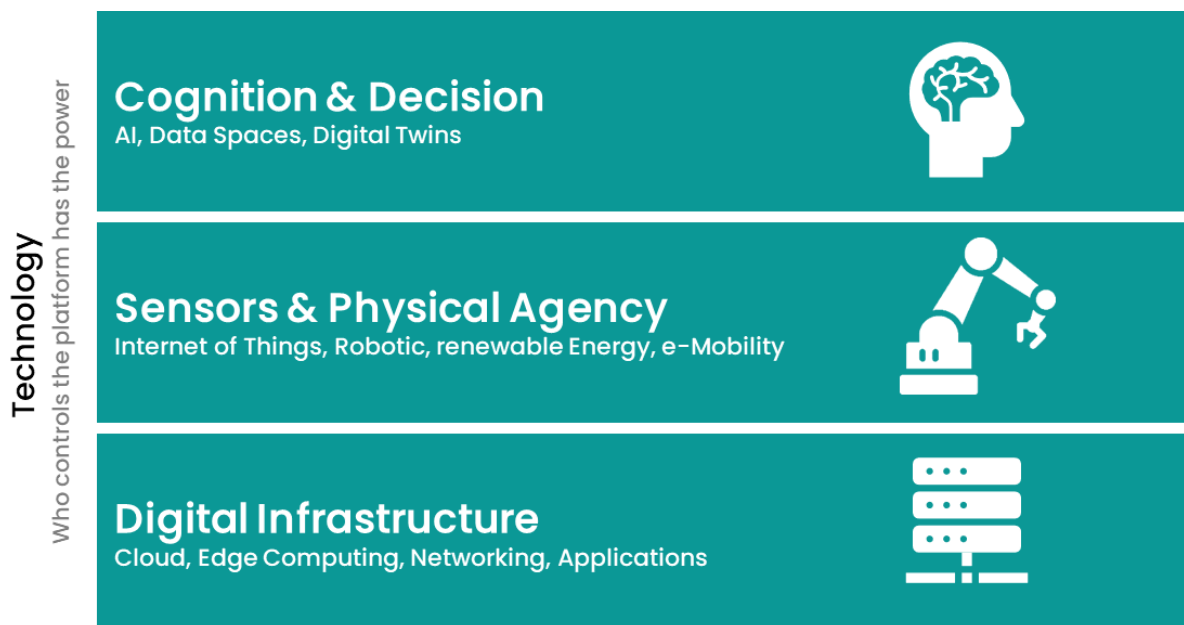 Technology
Who controls the platform has the power
Cognition & Decision
AI, Data Spaces, Digital Twins
Sensors & Physical Agency
Internet of Things, Robotic, renewable Energy, e-Mobility
Digital Infrastructure
Cloud, Edge Computing, Networking, Applications